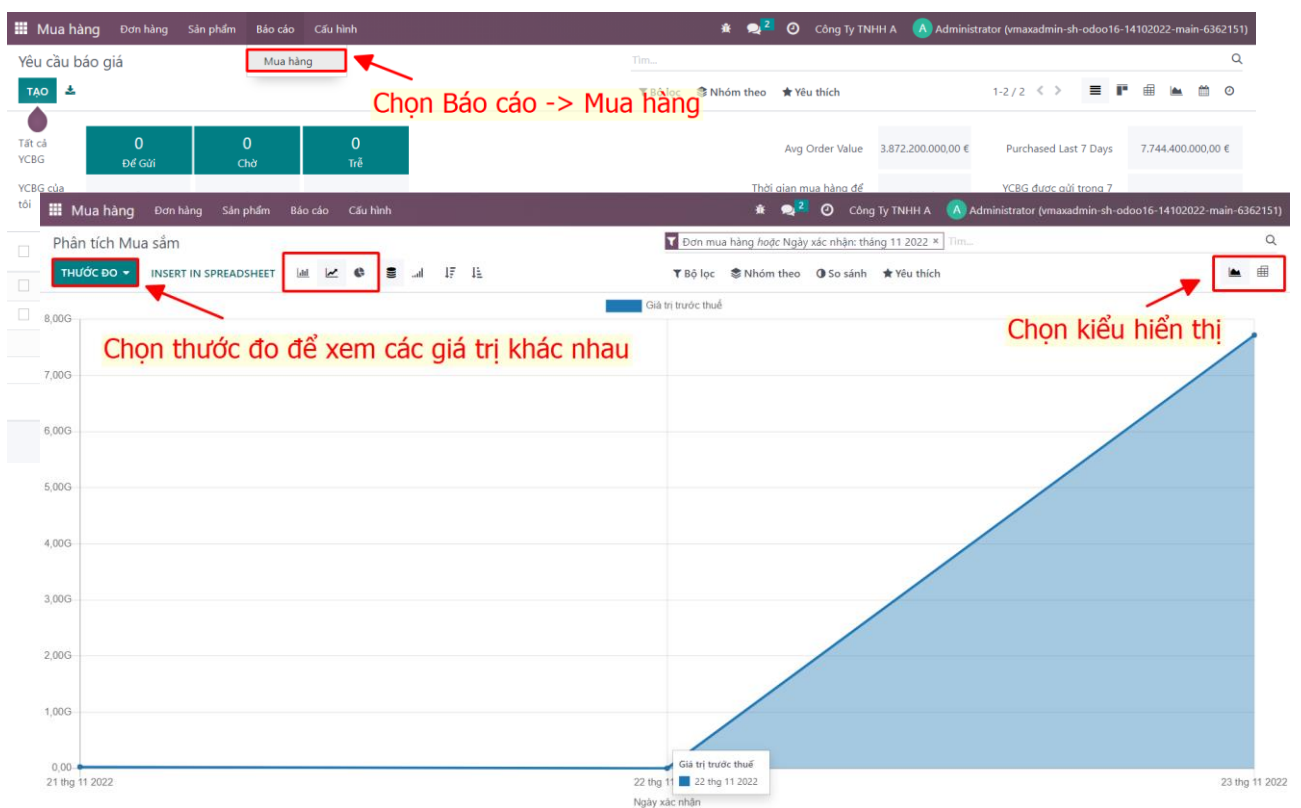 Mua hàng Đơn hàng Sản phẩm Báo cáo Cấu hình 2 Công Ty TNHH A A Administrator (vmaxadmin-sh-odoo16-14102022-main-6362151)
Yêu cầu báo giá Mua hàng Tìm...
TẠO Bộ lọc Nhóm theo Yêu thích 1-2 / 2
Chọn Báo cáo -> Mua hàng
Tất cả YCBG 0 Để Gửi 0 Chờ 0 Trễ Avg Order Value 3.872.200.000,00 € Purchased Last 7 Days 7.744.400.000,00 €
YCBG của tôi Thời gian mua hàng để YCBG được gửi trong 7
Mua hàng Đơn hàng Sản phẩm Báo cáo Cấu hình 2 Công Ty TNHH A A Administrator (vmaxadmin-sh-odoo16-14102022-main-6362151)
Phân tích Mua sắm Đơn mua hàng hoặc Ngày xác nhận: tháng 11 2022 × Tìm...
THƯỚC ĐO INSERT IN SPREADSHEET Bộ lọc Nhóm theo So sánh Yêu thích
Giá trị trước thuế
Chọn thước đo để xem các giá trị khác nhau
Chọn kiểu hiển thị
8,00G
7,00G
6,00G
5,00G
4,00G
3,00G
2,00G
1,00G
0,00
Giá trị trước thuế
22 thg 11 2022
21 thg 11 2022 22 thg 11 23 thg 11 2022
Ngày xác nhận